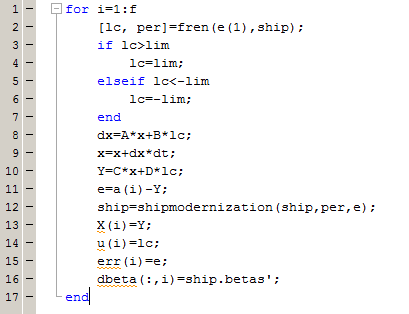 1 – for i=1:f
2 – [lc, per]=fren(e(1),ship);
3 – if lc>lim
4 – lc=lim;
5 – elseif lc<-lim
6 – lc=-lim;
7 – end
8 – dx=A*x+B*lc;
9 – x=x+dx*dt;
10 – Y=C*x+D*lc;
11 – e=a(i)-Y;
12 – ship=shipmodernization(ship,per,e);
13 – X(i)=Y;
14 – u(i)=lc;
15 – err(i)=e;
16 – dbeta(:,i)=ship.betas';
17 – end